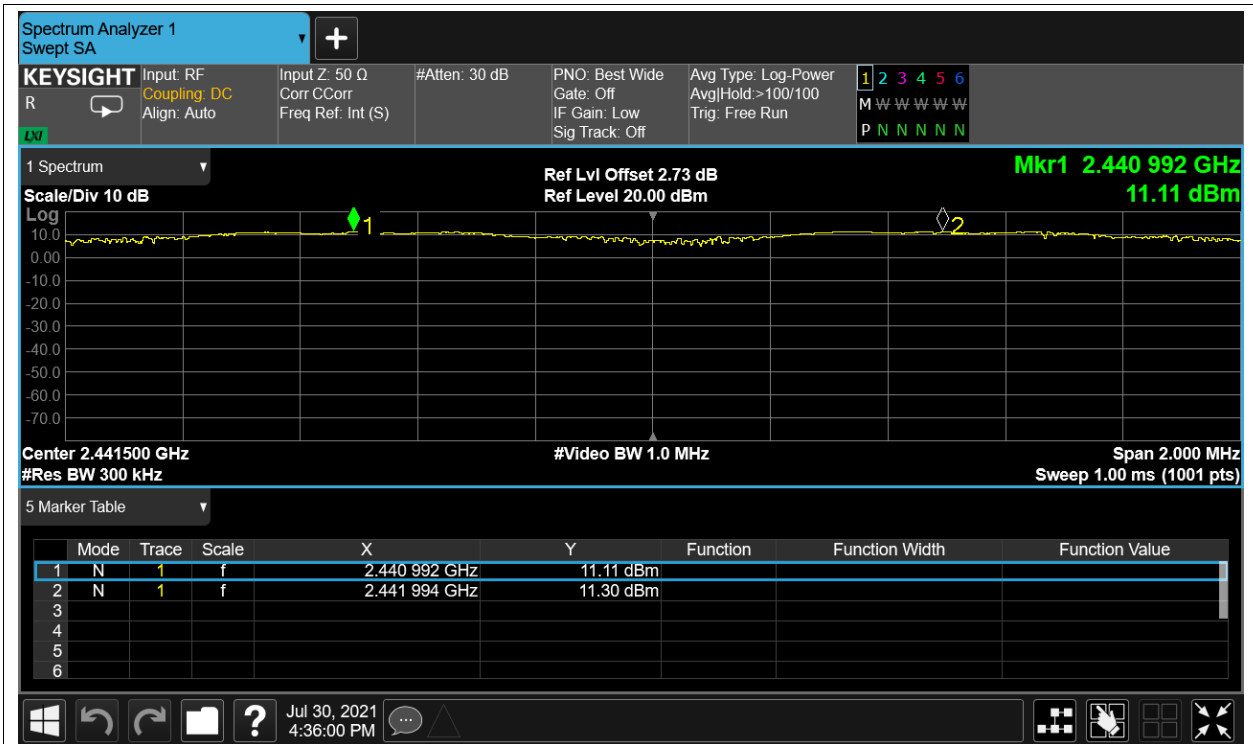 Spectrum Analyzer 1
Swept SA
KEYSIGHT
R
LXI
Input: RF
Coupling: DC
Align: Auto
Input Z: 50 Ω
Corr CCorr
Freq Ref: Int (S)
#Atten: 30 dB
PNO: Best Wide
Gate: Off
IF Gain: Low
Sig Track: Off
Avg Type: Log-Power
Avg|Hold:>100/100
Trig: Free Run
1 2 3 4 5 6
M W W W W W
P N N N N N
1 Spectrum
Scale/Div 10 dB
Ref Lvl Offset 2.73 dB
Ref Level 20.00 dBm
Mkr1 2.440 992 GHz
11.11 dBm
Log
1
2
10.0
0.00
-10.0
-20.0
-30.0
-40.0
-50.0
-60.0
-70.0
Center 2.441500 GHz
#Res BW 300 kHz
#Video BW 1.0 MHz
Span 2.000 MHz
Sweep 1.00 ms (1001 pts)
5 Marker Table
Mode Trace Scale X Y Function Function Width Function Value
1 N 1 f 2.440 992 GHz 11.11 dBm
2 N 1 f 2.441 994 GHz 11.30 dBm
3
4
5
6
?
Jul 30, 2021
4:36:00 PM